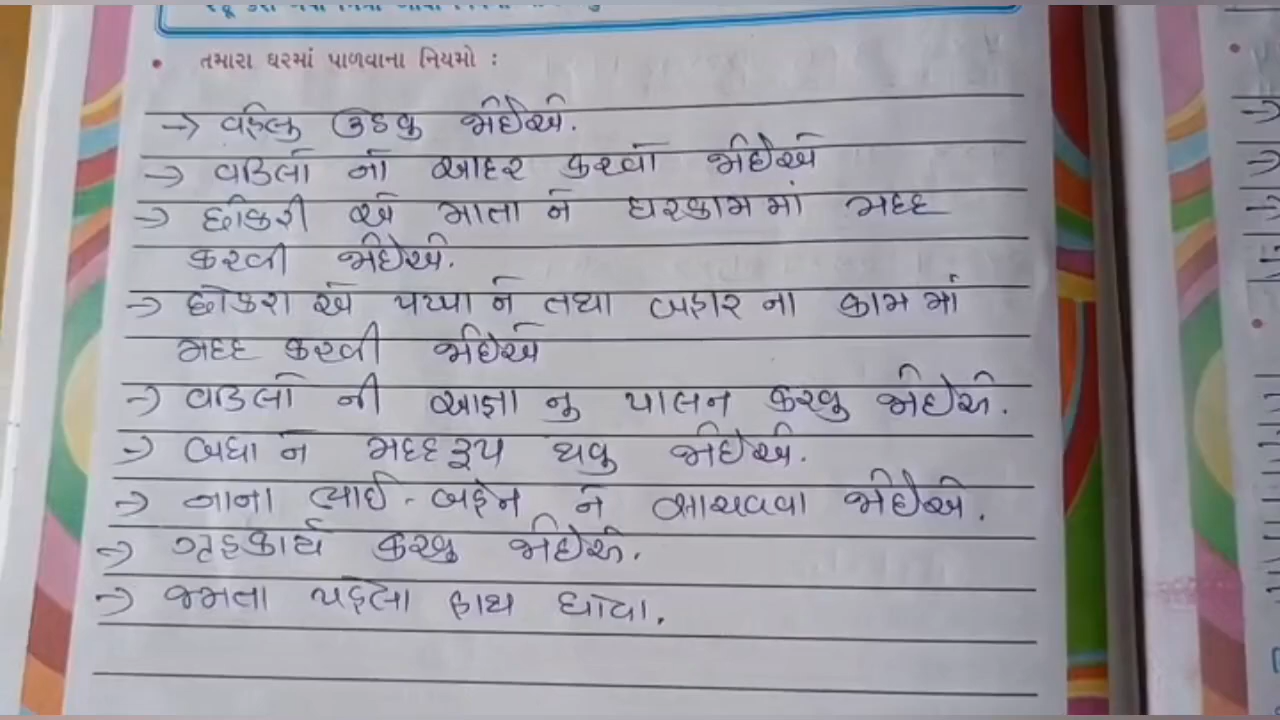 તમારા ઘરમાં પાળવાના નિયમો :
→ વહેલુ ઉઠવુ જોઈએ.
→ વડિલો નો આદર કરવો જોઈએ
→ છોકરી એ માતા ને ઘરકામ માં મદદ
કરવી જોઈએ.
→ છોકરા એ પપ્પા ને તથા બહાર ના કામ માં
મદદ કરવી જોઈએ
→ વડિલો ની આજ્ઞા નુ પાલન કરવુ જોઈએ.
→ બધા ને મદદરૂપ થવુ જોઈએ.
→ નાના ભાઈ - બહેન ને સાચવવા જોઈએ.
→ ગૃહકાર્ય કરવુ જોઈએ.
→ જમતા પહેલા હાથ ધોવા.